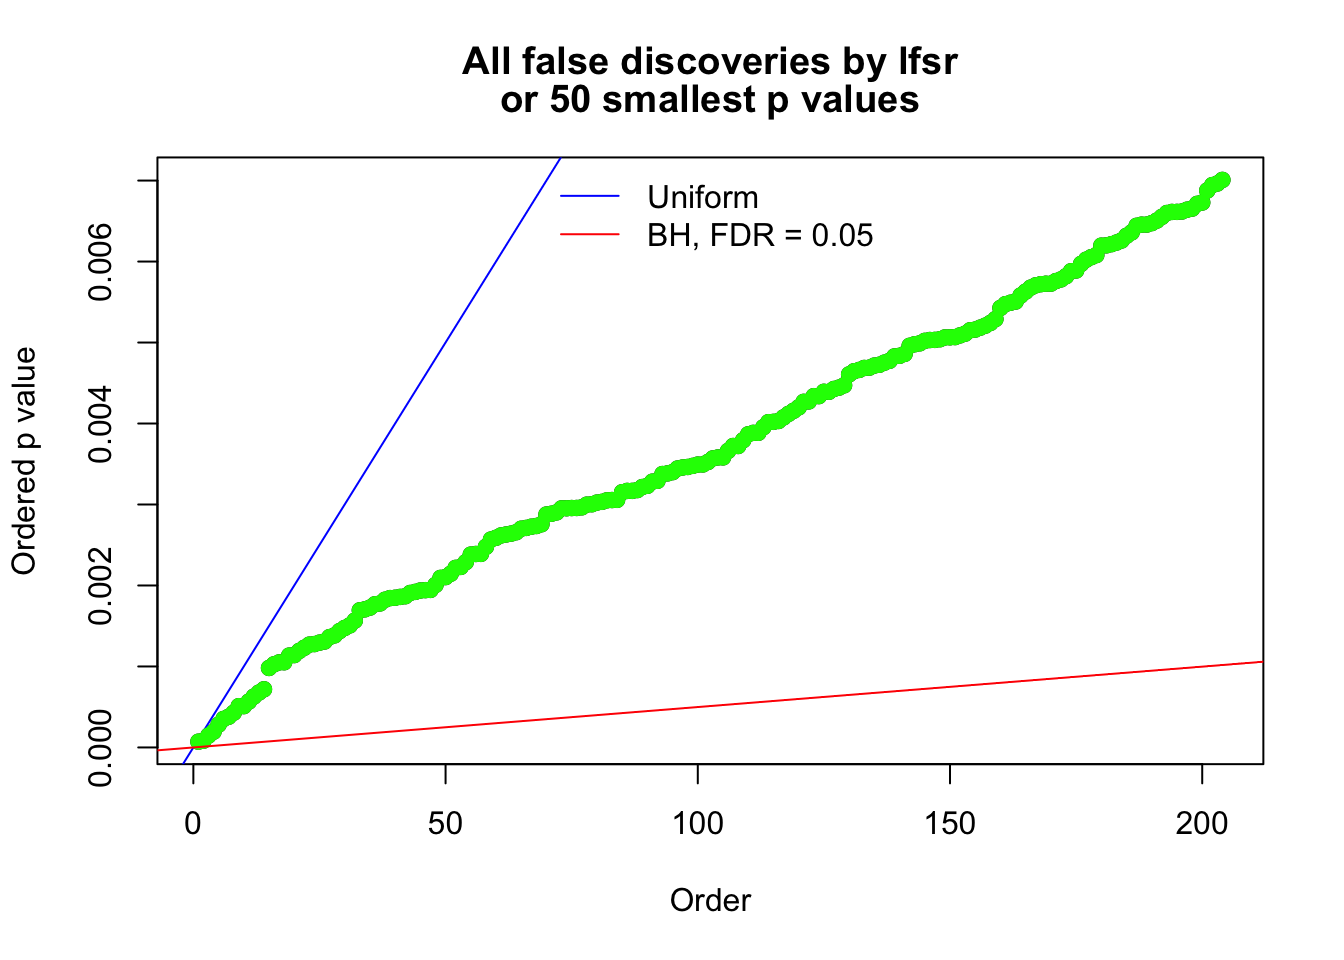 All false discoveries by lfsr
or 50 smallest p values
Uniform
BH, FDR = 0.05
Ordered p value
0.006
0.004
0.002
0.000
0 50 100 150 200
Order